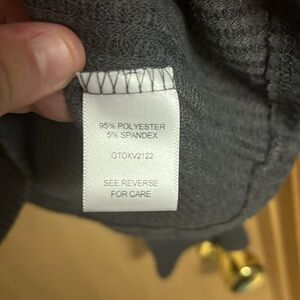 95% POLYESTER
5% SPANDEX
GTOXV2122
SEE REVERSE
FOR CARE